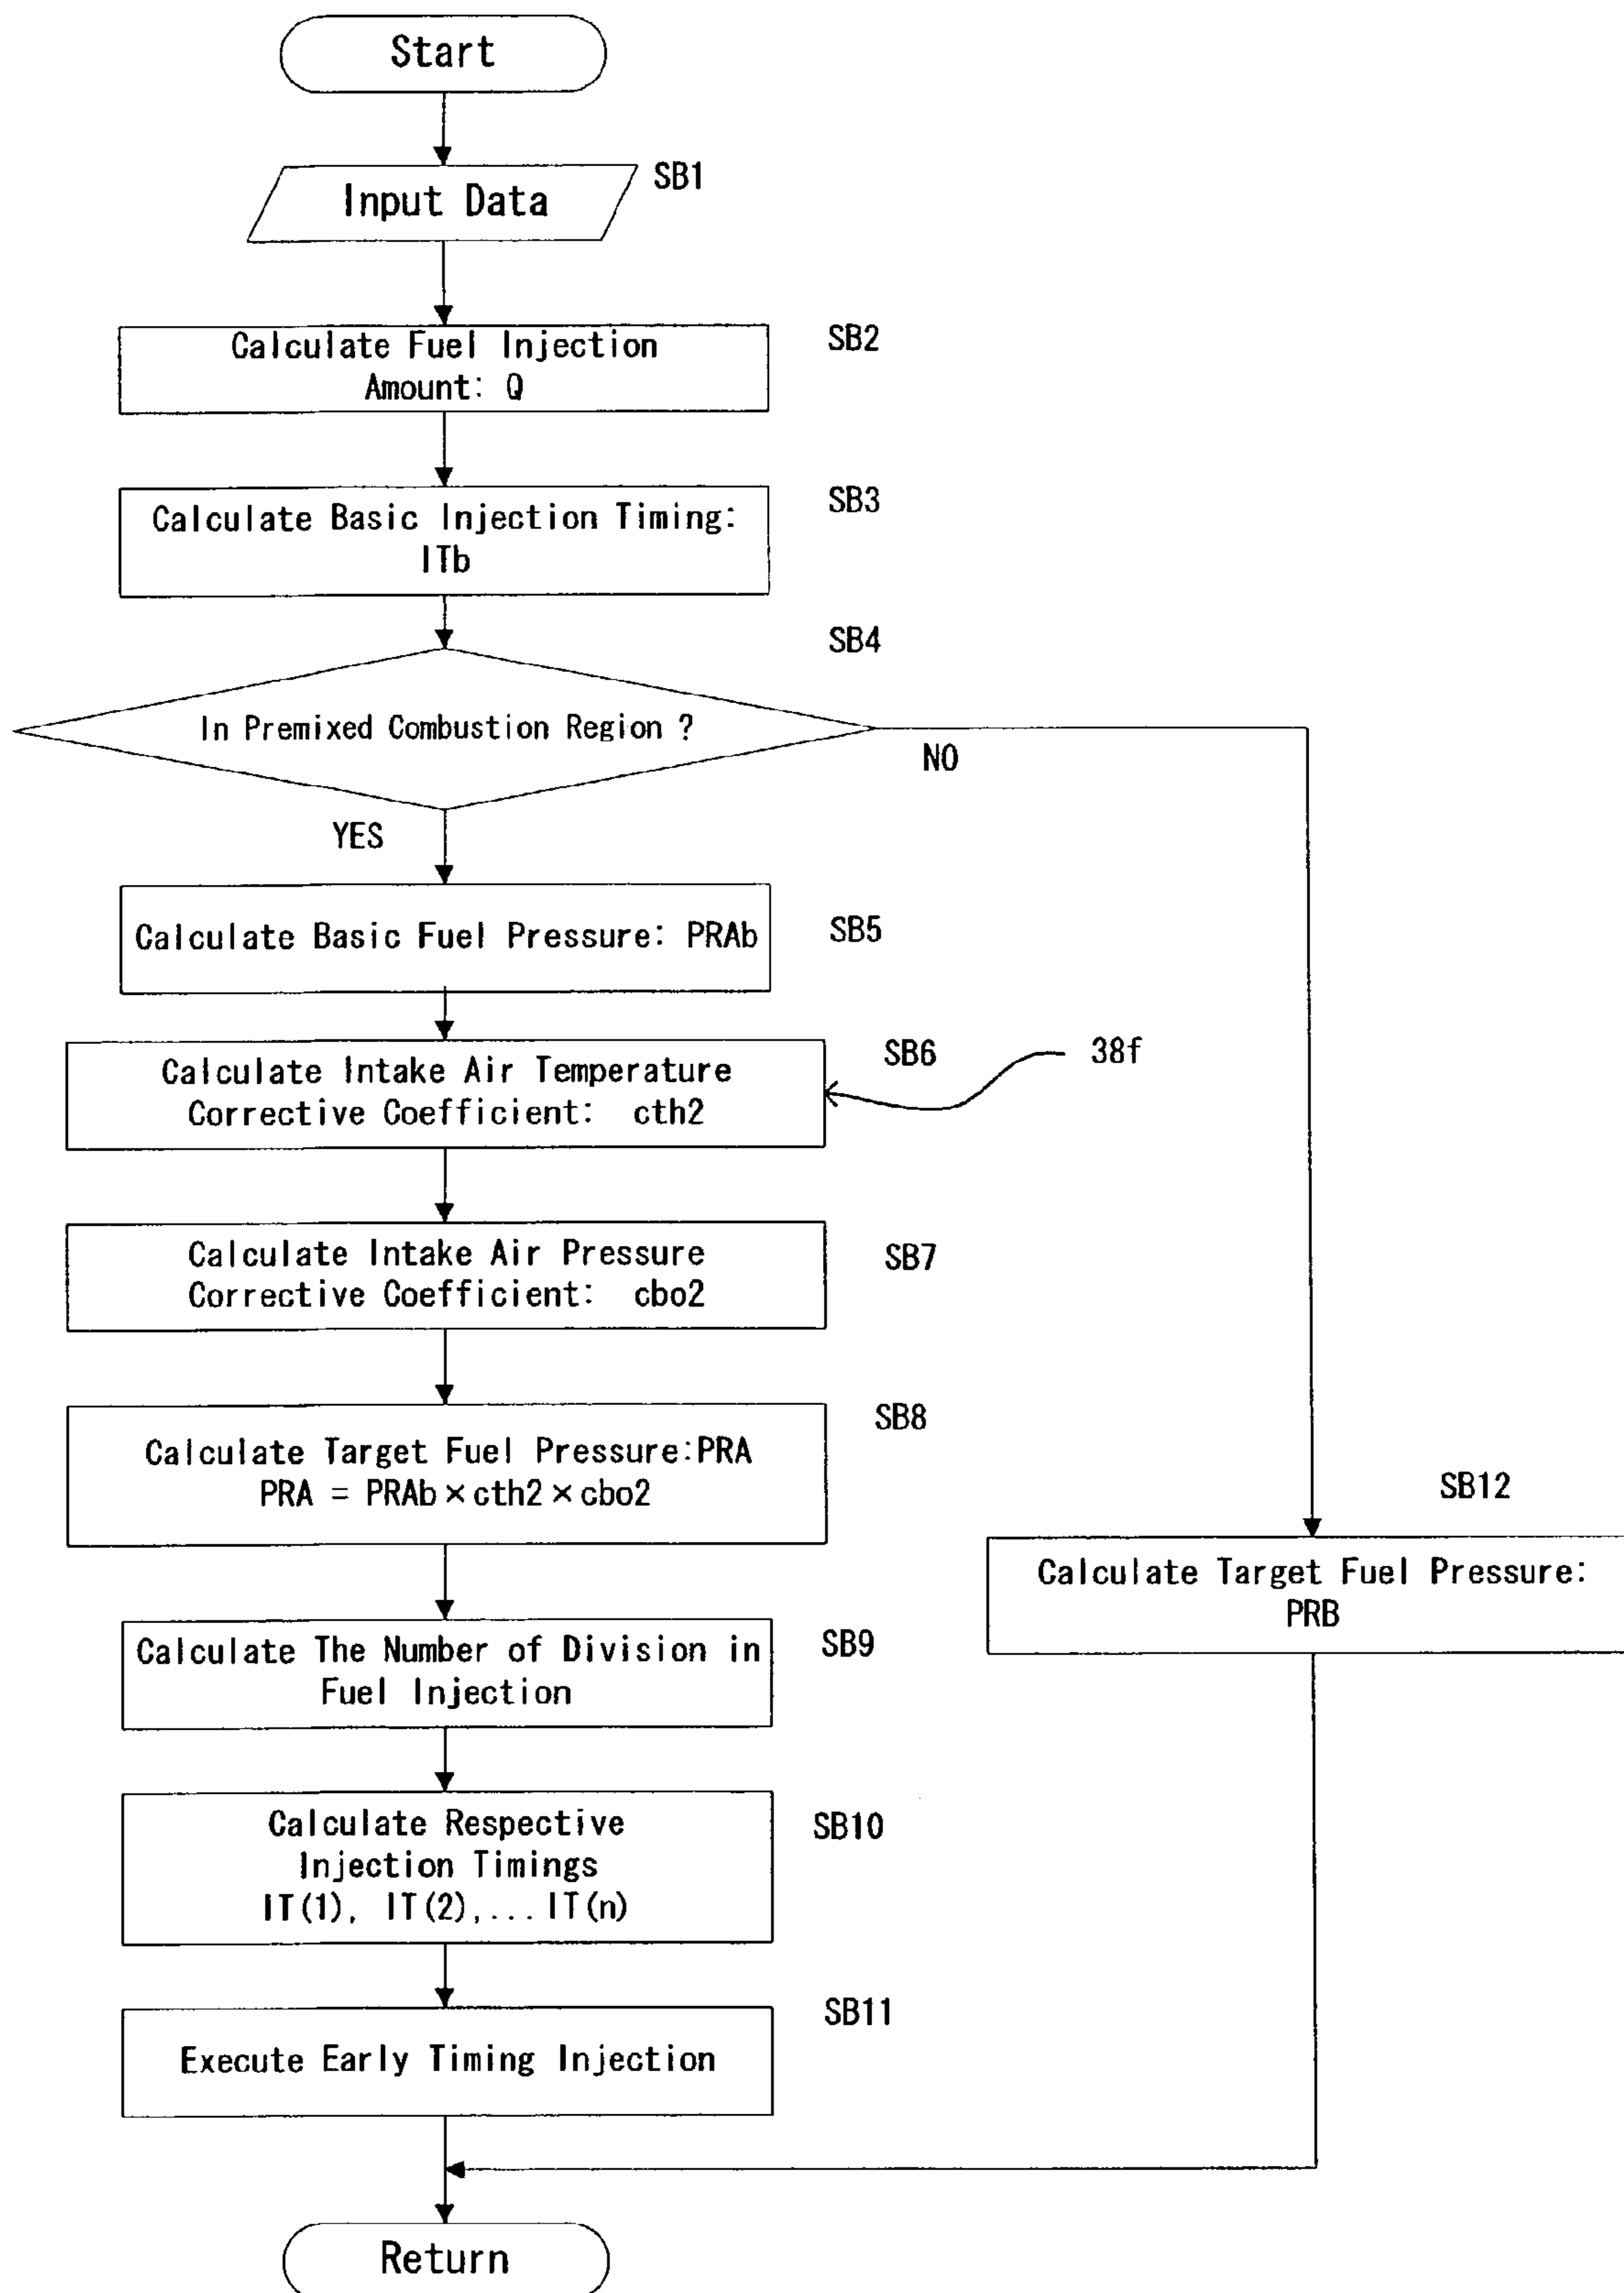 Start
Input Data
SB1
Calculate Fuel Injection
Amount: Q
SB2
Calculate Basic Injection Timing:
ITb
SB3
SB4
In Premixed Combustion Region ?
NO
YES
Calculate Basic Fuel Pressure: PRAb
SB5
Calculate Intake Air Temperature
Corrective Coefficient: cth2
SB6
38f
Calculate Intake Air Pressure
Corrective Coefficient: cbo2
SB7
Calculate Target Fuel Pressure:PRA
PRA = PRAb×cth2×cbo2
SB8
SB12
Calculate Target Fuel Pressure:
PRB
Calculate The Number of Division in
Fuel Injection
SB9
Calculate Respective
Injection Timings
IT(1), IT(2),...IT(n)
SB10
SB11
Execute Early Timing Injection
Return